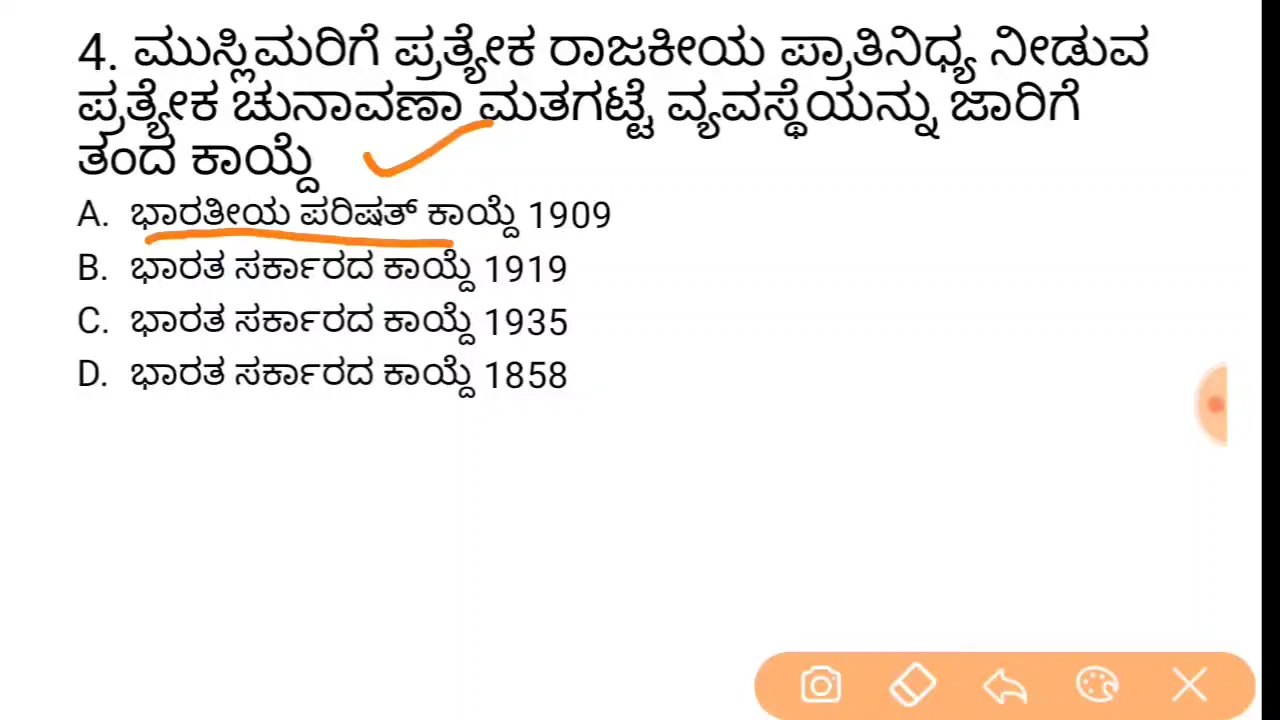 4. ಮುಸ್ಲಿಮರಿಗೆ ಪ್ರತ್ಯೇಕ ರಾಜಕೀಯ ಪ್ರಾತಿನಿಧ್ಯ ನೀಡುವ
ಪ್ರತ್ಯೇಕ ಚುನಾವಣಾ ಮತಗಟ್ಟೆ ವ್ಯವಸ್ಥೆಯನ್ನು ಜಾರಿಗೆ
ತಂದ ಕಾಯ್ದೆ
A. ಭಾರತೀಯ ಪರಿಷತ್ ಕಾಯ್ದೆ 1909
B. ಭಾರತ ಸರ್ಕಾರದ ಕಾಯ್ದೆ 1919
C. ಭಾರತ ಸರ್ಕಾರದ ಕಾಯ್ದೆ 1935
D. ಭಾರತ ಸರ್ಕಾರದ ಕಾಯ್ದೆ 1858